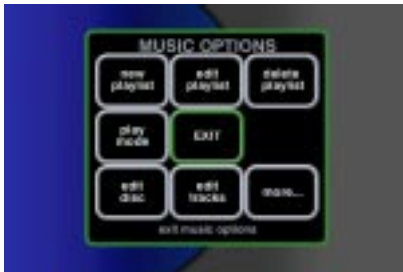 MUSIC OPTIONS
new edit delete
playlist playlist playlist
play
mode EXIT
edit edit
disc tracks more...
exit music options